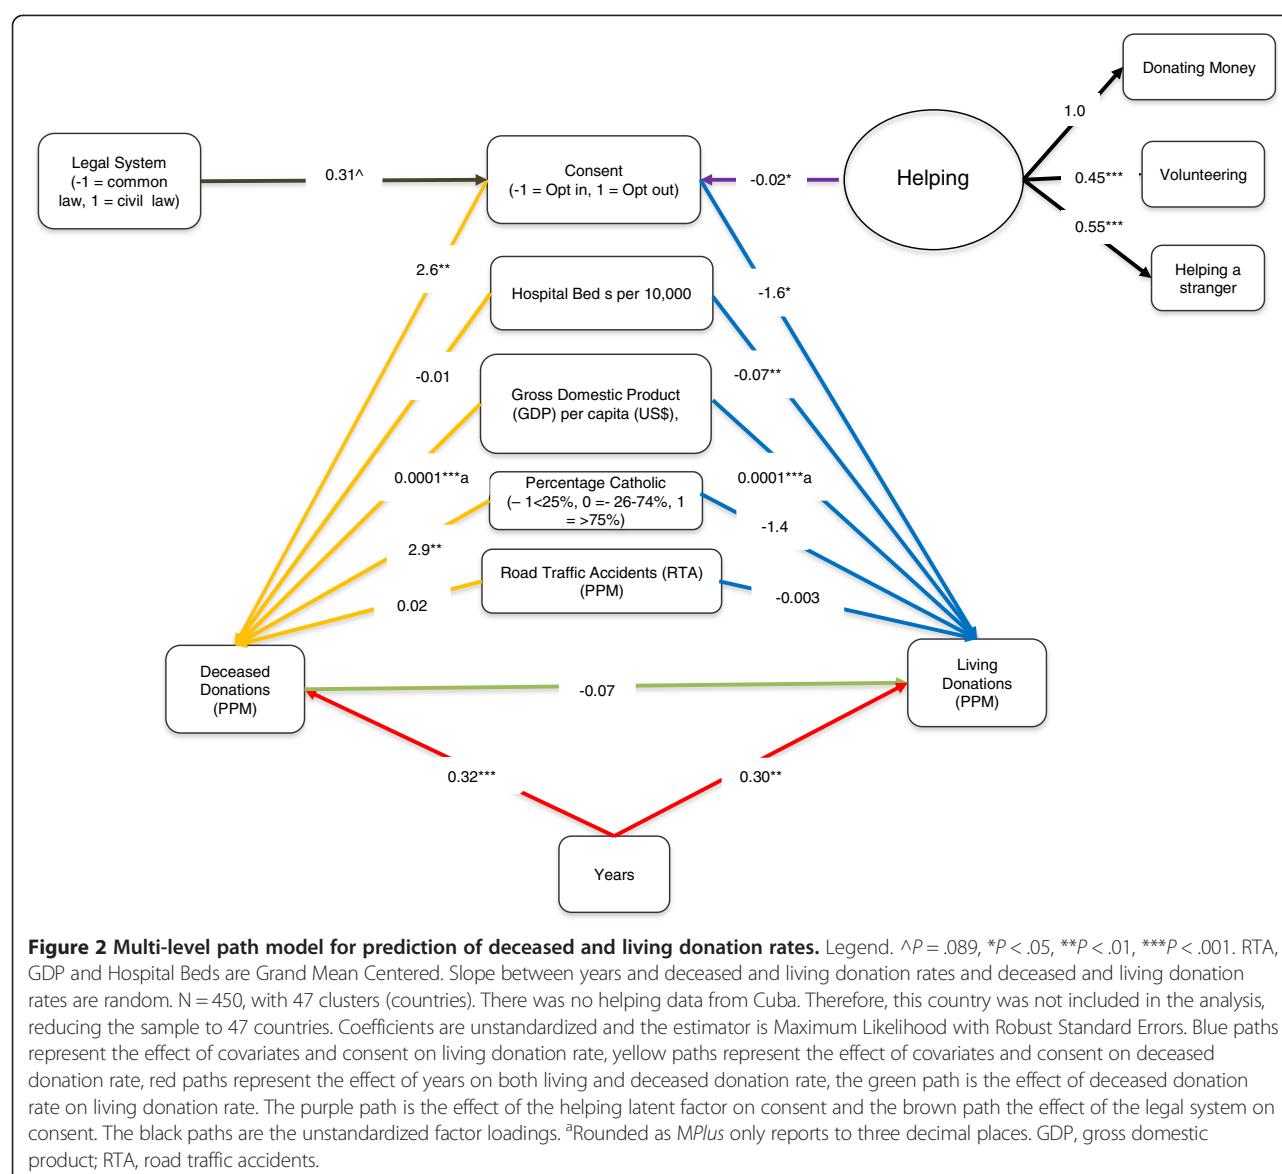 Donating Money
1.0
Legal System
(-1 = common
law, 1 = civil law)
0.31^
Consent
(-1 = Opt in, 1 = Opt out)
-0.02*
Helping
0.45***
Volunteering
0.55***
Helping a
stranger
2.6**
Hospital Bed s per 10,000
-1.6*
-0.01
Gross Domestic Product
(GDP) per capita (US$),
-0.07**
0.0001***a
Percentage Catholic
(– 1<25%, 0 =- 26-74%, 1
= >75%)
0.0001***a
-1.4
2.9**
Road Traffic Accidents (RTA)
(PPM)
0.02
-0.003
Deceased
Donations
(PPM)
-0.07
Living
Donations
(PPM)
0.32***
0.30**
Years
Figure 2 Multi-level path model for prediction of deceased and living donation rates. Legend. ^P = .089, *P < .05, **P < .01, ***P < .001. RTA,
GDP and Hospital Beds are Grand Mean Centered. Slope between years and deceased and living donation rates and deceased and living donation
rates are random. N = 450, with 47 clusters (countries). There was no helping data from Cuba. Therefore, this country was not included in the analysis,
reducing the sample to 47 countries. Coefficients are unstandardized and the estimator is Maximum Likelihood with Robust Standard Errors. Blue paths
represent the effect of covariates and consent on living donation rate, yellow paths represent the effect of covariates and consent on deceased
donation rate, red paths represent the effect of years on both living and deceased donation rate, the green path is the effect of deceased donation
rate on living donation rate. The purple path is the effect of the helping latent factor on consent and the brown path the effect of the legal system on
consent. The black paths are the unstandardized factor loadings. ᵃRounded as MPlus only reports to three decimal places. GDP, gross domestic
product; RTA, road traffic accidents.